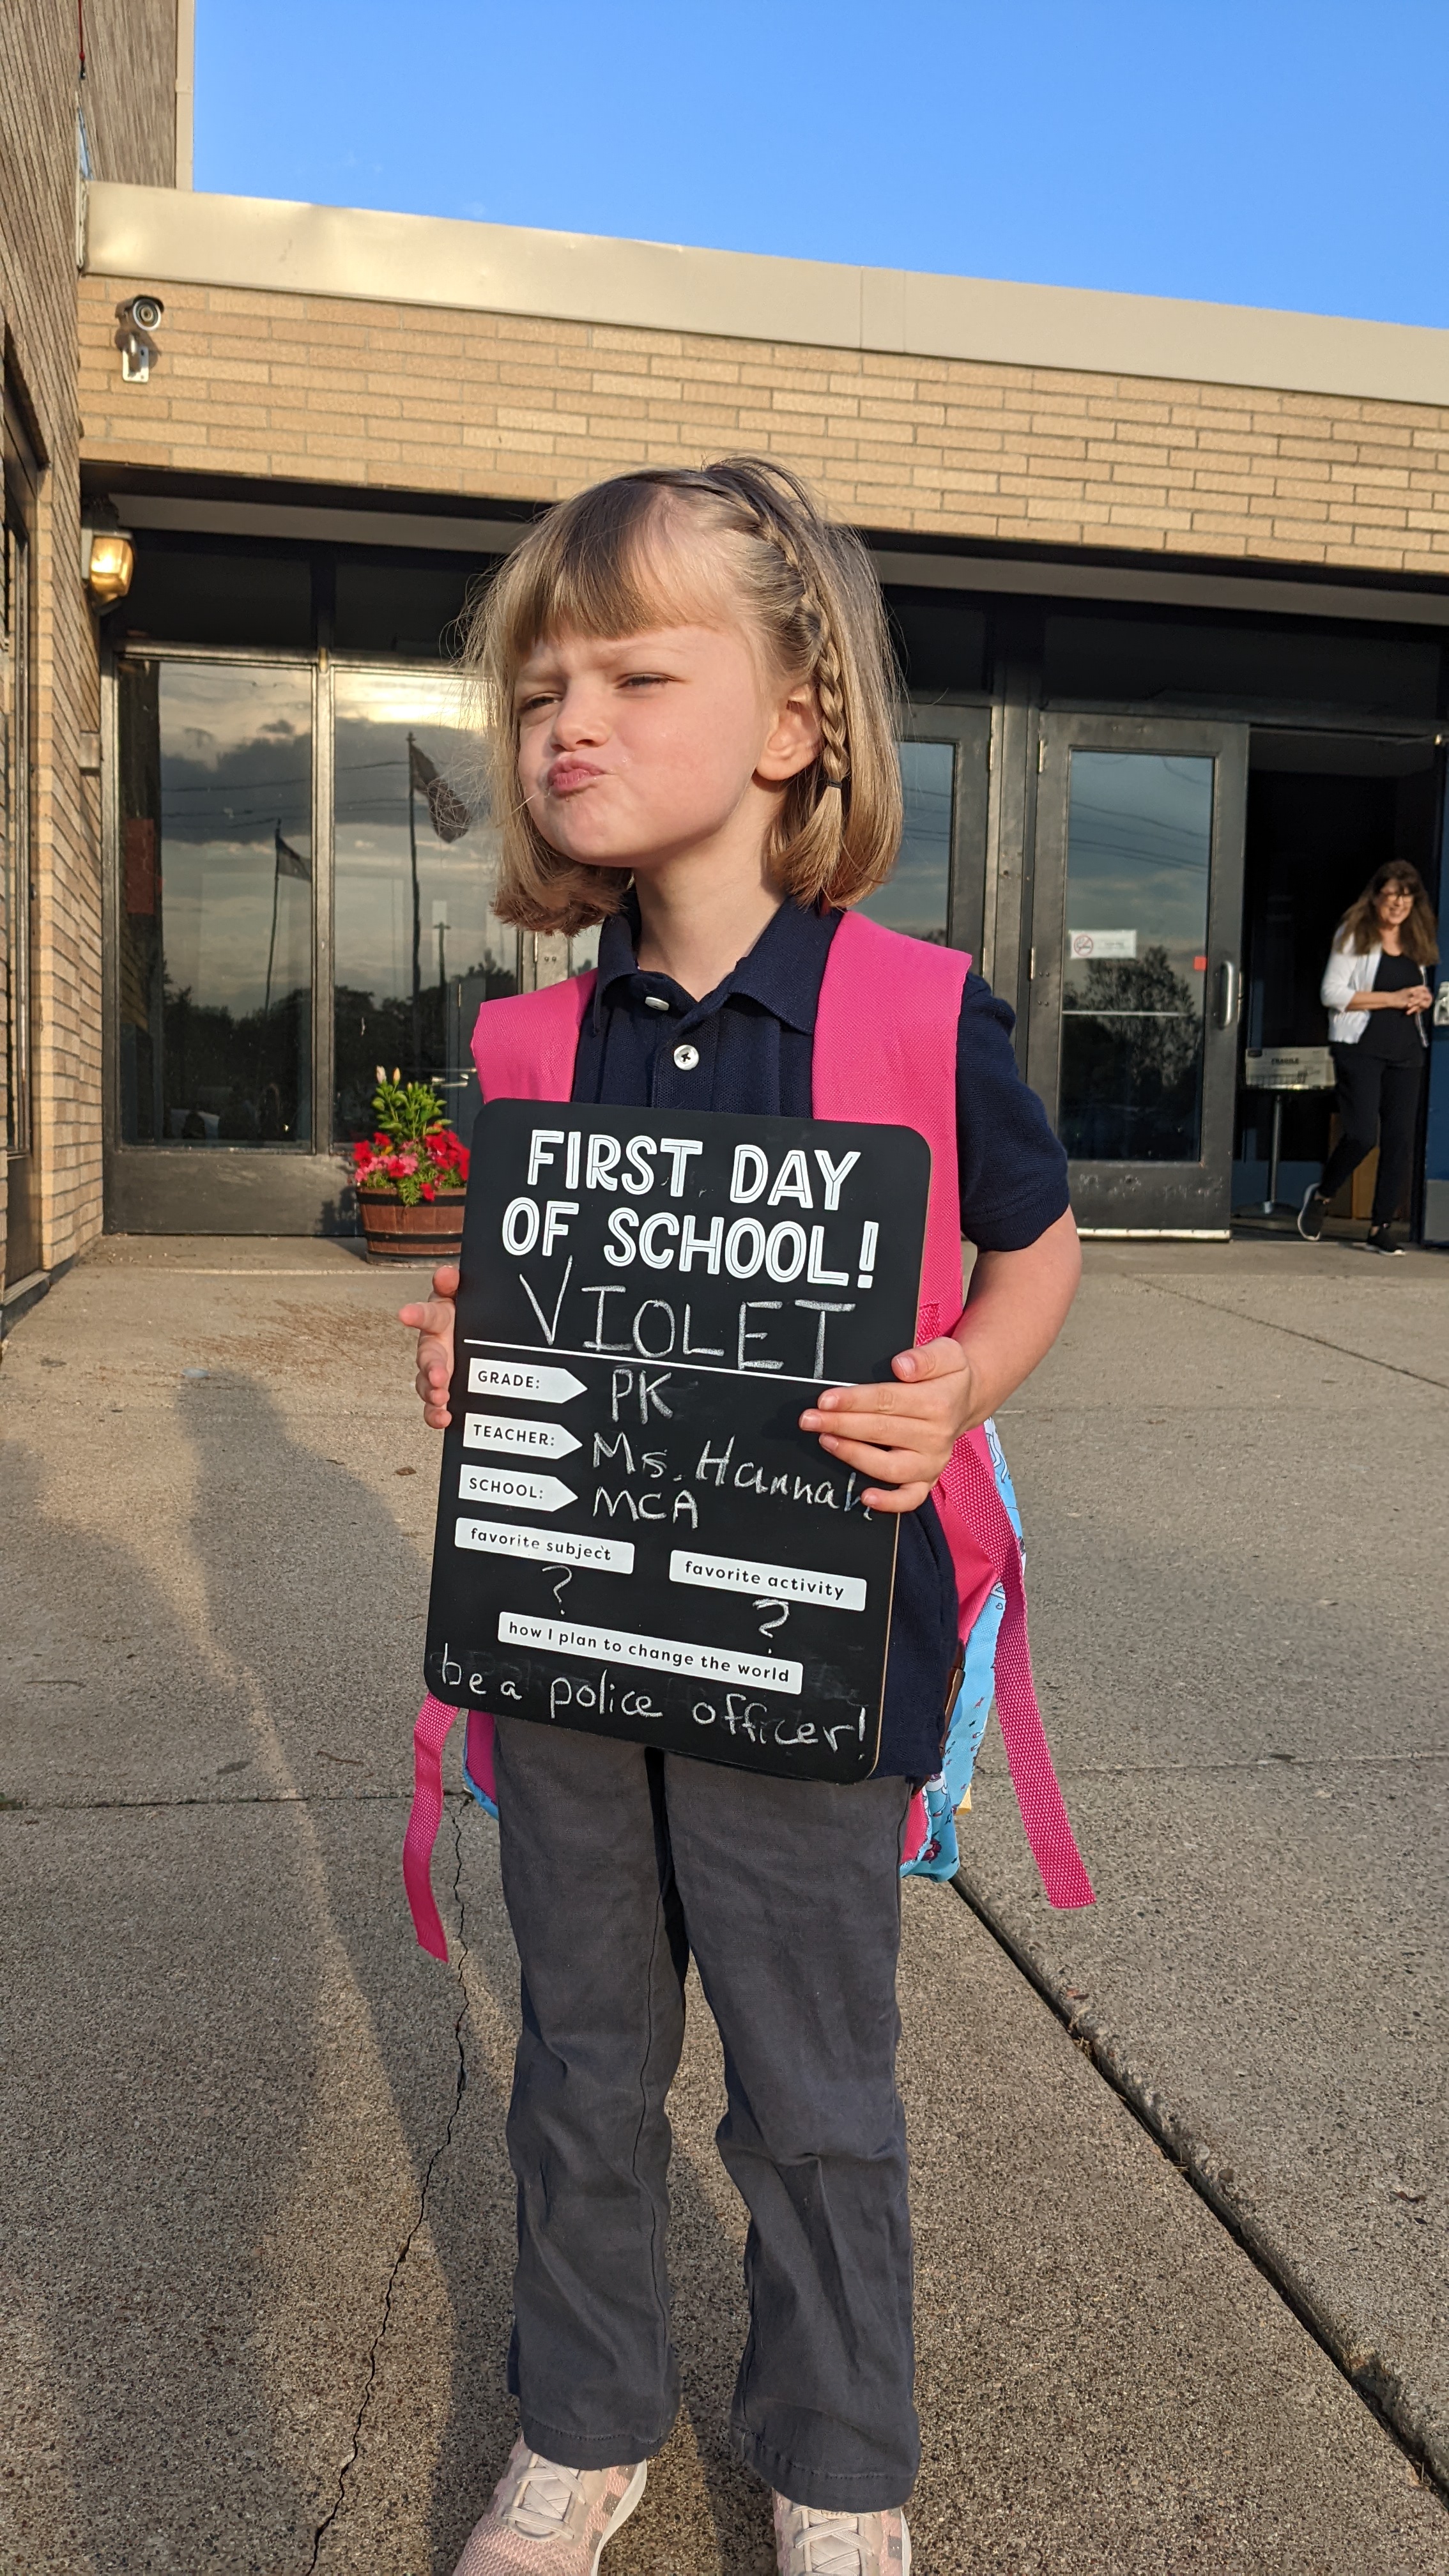 FIRST DAY
OF SCHOOL!
VIOLET
GRADE: PK
TEACHER: Ms. Hannah
SCHOOL: MCA
favorite subject favorite activity
? ?
how I plan to change the world
be a police officer!
FRAGILE